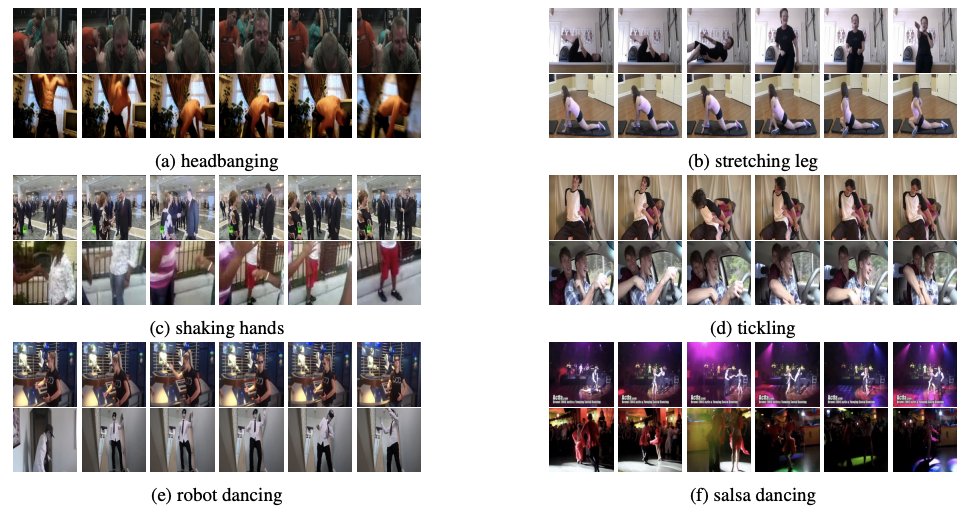 (a) headbanging
(b) stretching leg
(c) shaking hands
(d) tickling
(e) robot dancing
(f) salsa dancing